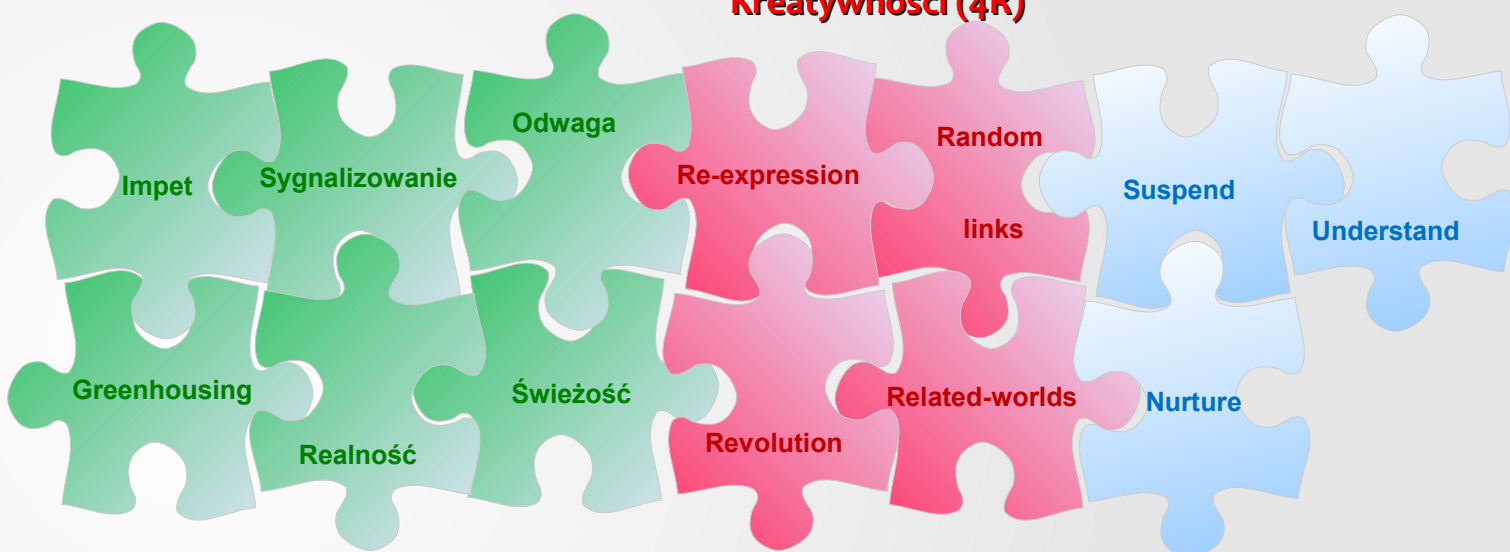 Kreatywności (4R)
Impet
Sygnalizowanie
Odwaga
Re-expression
Random
links
Suspend
Understand
Greenhousing
Realność
Świeżość
Revolution
Related-worlds
Nurture